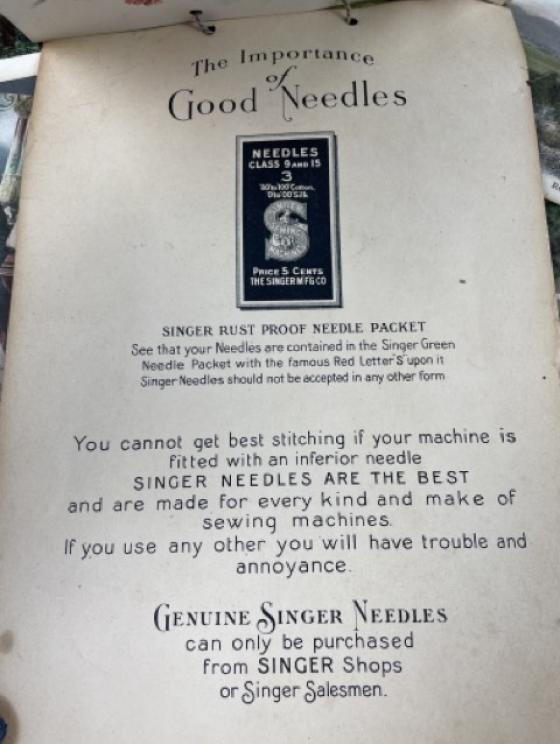 The Importance
of
Good Needles
NEEDLES
CLASS 9 AND 15
3
80 to 100 Cotton,
SINGER
PRICE 5 CENTS
THE SINGER MFG CO
SINGER RUST PROOF NEEDLE PACKET
See that your Needles are contained in the Singer Green
Needle Packet with the famous Red Letter "S" upon it
Singer Needles should not be accepted in any other form
You cannot get best stitching if your machine is
fitted with an inferior needle
SINGER NEEDLES ARE THE BEST
and are made for every kind and make of
sewing machines.
If you use any other you will have trouble and
annoyance.
GENUINE SINGER NEEDLES
can only be purchased
from SINGER Shops
or Singer Salesmen.